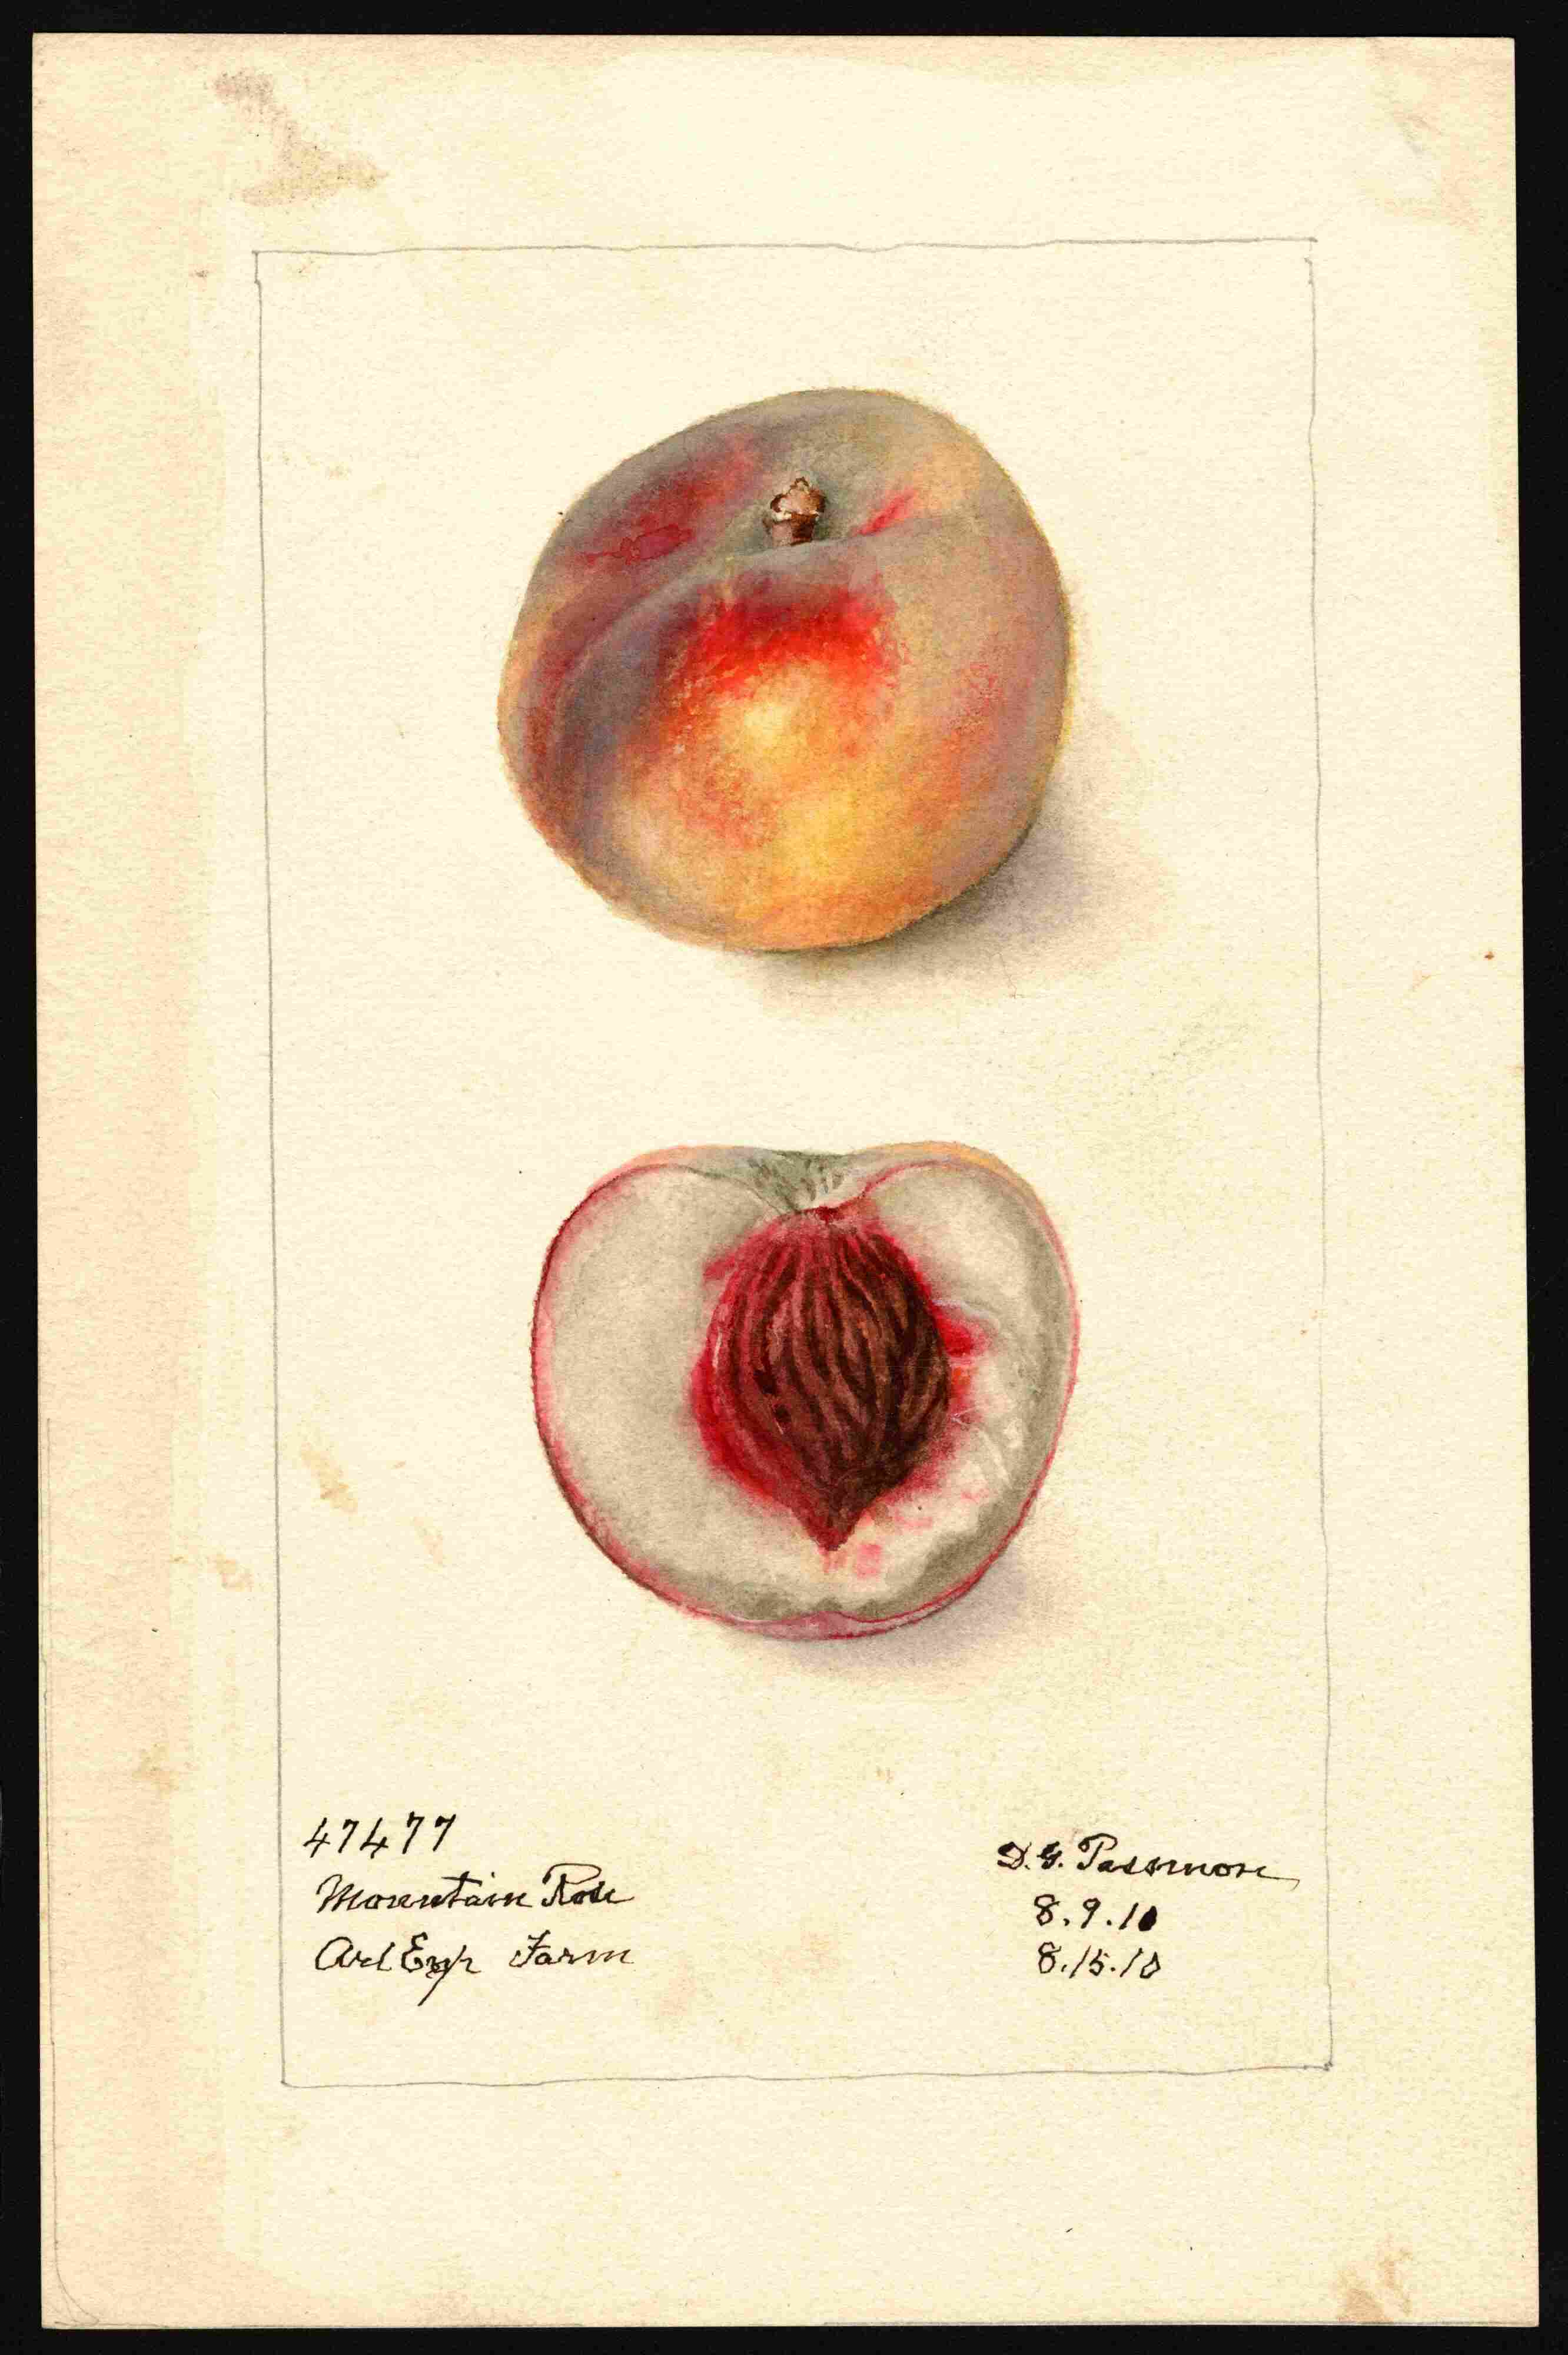 47477
Mountain Rose
Arl Exp Farm
D. G. Passmore
8.9.10
8.15.10